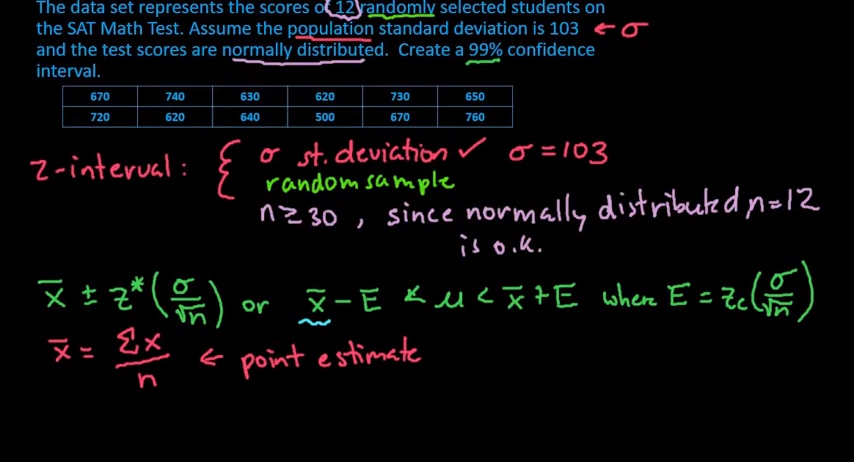 The data set represents the scores of 12 randomly selected students on
the SAT Math Test. Assume the population standard deviation is 103 ← σ
and the test scores are normally distributed. Create a 99% confidence
interval.
670 740 630 620 730 650
720 620 640 500 670 760
z-interval: { σ st. deviation ✓ σ = 103
random sample
n ≥ 30, since normally distributed n = 12
is o.k.
x̄ ± z*(σ/√n) or x̄ - E < μ < x̄ + E where E = zc(σ/√n)
x̄ = Σx/n ← point estimate